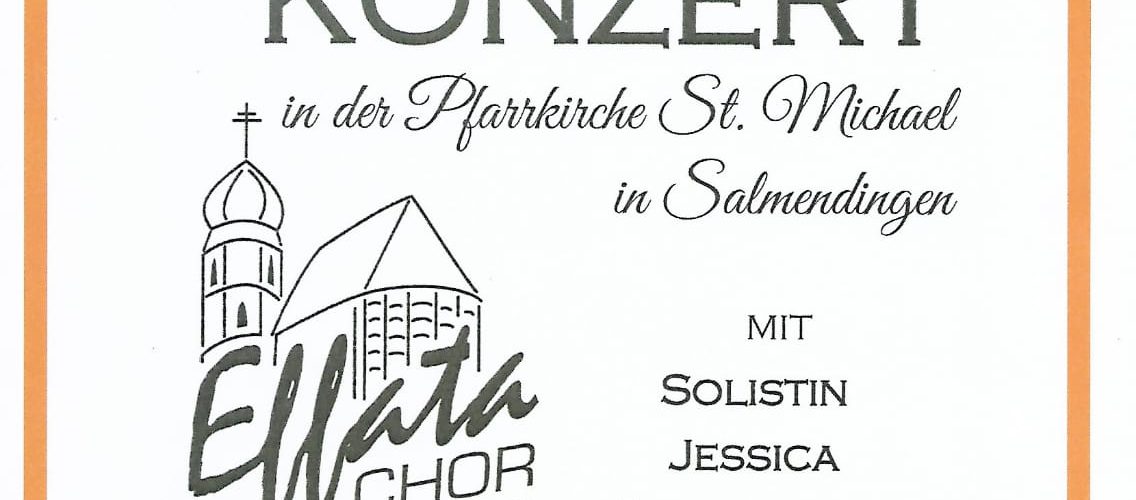 KONZERT
in der Pfarrkirche St. Michael
in Salmendingen
MIT
SOLISTIN
JESSICA
Effata
CHOR